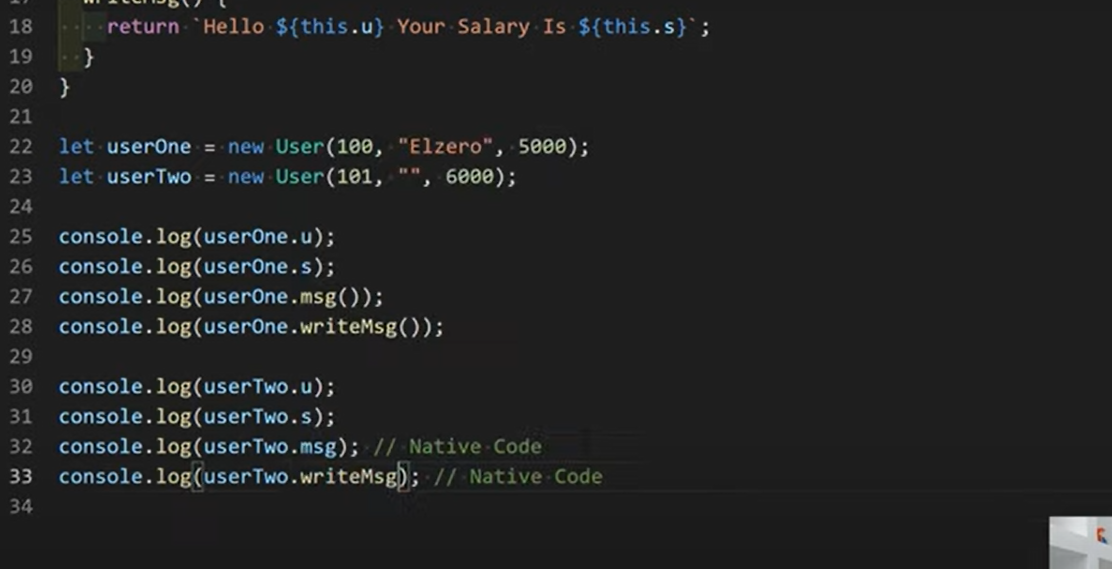 17 writeMsg() {
18 return `Hello ${this.u} Your Salary Is ${this.s}`;
19 }
20 }
21
22 let userOne = new User(100, "Elzero", 5000);
23 let userTwo = new User(101, "", 6000);
24
25 console.log(userOne.u);
26 console.log(userOne.s);
27 console.log(userOne.msg());
28 console.log(userOne.writeMsg());
29
30 console.log(userTwo.u);
31 console.log(userTwo.s);
32 console.log(userTwo.msg); // Native Code
33 console.log(userTwo.writeMsg); // Native Code
34